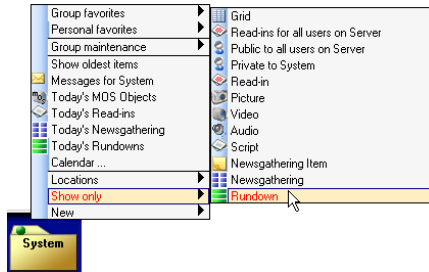 Group favorites
Personal favorites
Group maintenance
Show oldest items
Messages for System
Today's MOS Objects
Today's Read-ins
Today's Newsgathering
Today's Rundowns
Calendar ...
Locations
Show only
New
Grid
Read-ins for all users on Server
Public to all users on Server
Private to System
Read-in
Picture
Video
Audio
Script
Newsgathering Item
Newsgathering
Rundown
System